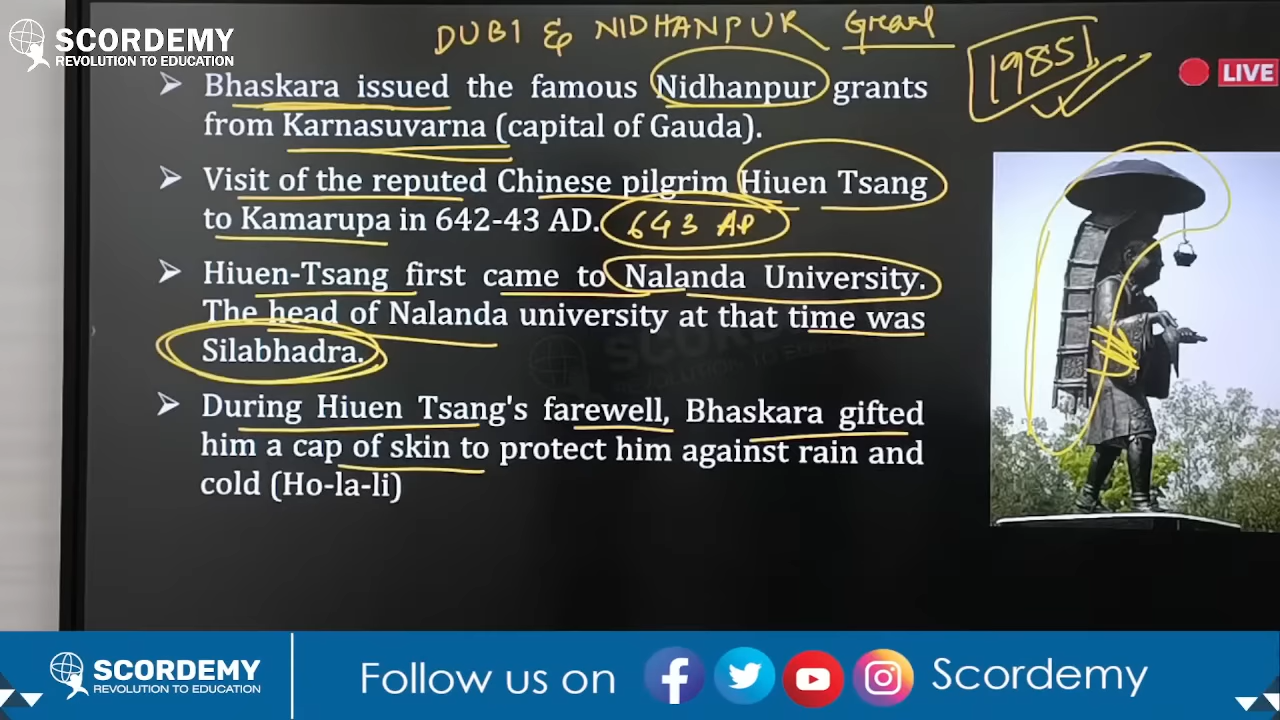 SCORDEMY
REVOLUTION TO EDUCATION
DUBI & NIDHANPUR Grant
1985
LIVE
➤ Bhaskara issued the famous Nidhanpur grants
from Karnasuvarna (capital of Gauda).
➤ Visit of the reputed Chinese pilgrim Hiuen Tsang
to Kamarupa in 642-43 AD. 643 AD
➤ Hiuen-Tsang first came to Nalanda University.
The head of Nalanda university at that time was
Silabhadra.
➤ During Hiuen Tsang's farewell, Bhaskara gifted
him a cap of skin to protect him against rain and
cold (Ho-la-li)
SCORDEMY
REVOLUTION TO EDUCATION
SCORDEMY
REVOLUTION TO EDUCATION
Follow us on
Scordemy